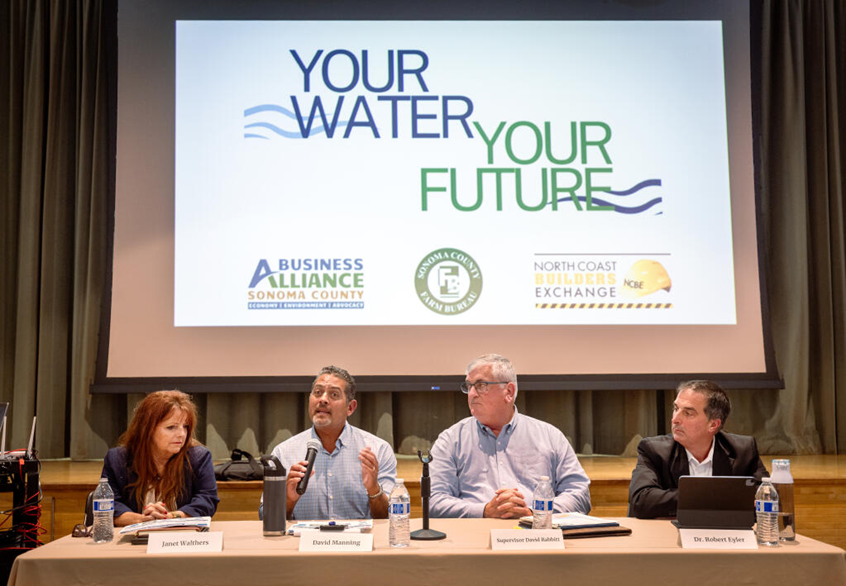 YOUR
WATER
YOUR
FUTURE
BUSINESS
ALLIANCE
SONOMA COUNTY
ECONOMY | ENVIRONMENT | ADVOCACY
SONOMA COUNTY
FB
FARM BUREAU
NORTH COAST
BUILDERS
EXCHANGE
NCBE
Janet Walthers
David Manning
Supervisor David Rabbitt
Dr. Robert Eyler